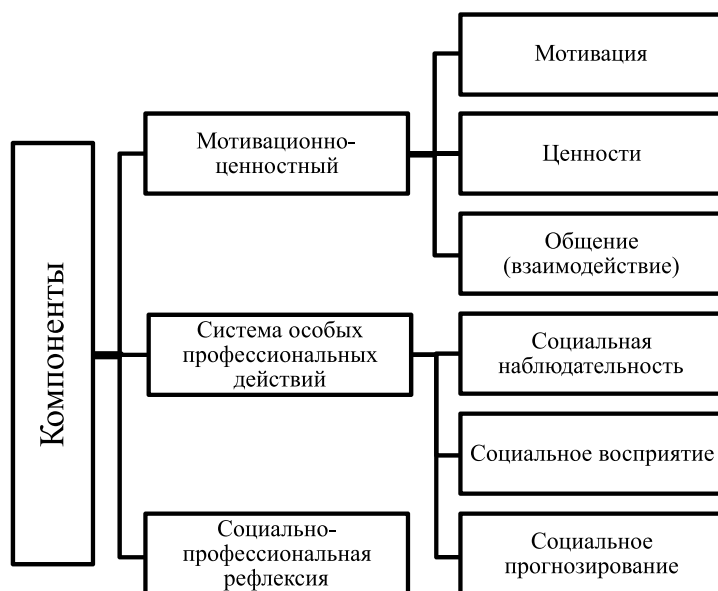 Компоненты
Мотивационно-
ценностный
Мотивация
Ценности
Общение
(взаимодействие)
Система особых
профессиональных
действий
Социальная
наблюдательность
Социальное восприятие
Социальное
прогнозирование
Социально-
профессиональная
рефлексия